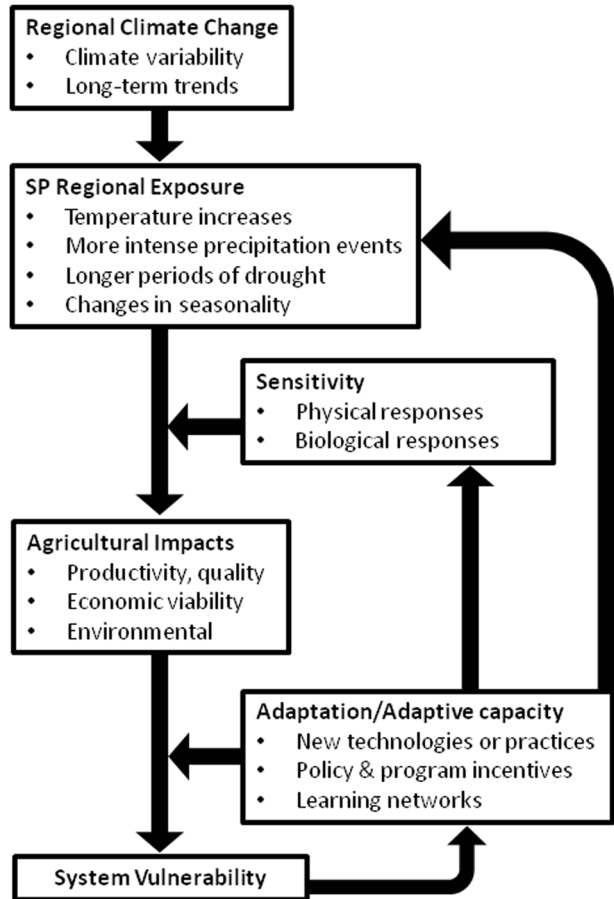 Regional Climate Change
• Climate variability
• Long-term trends
SP Regional Exposure
• Temperature increases
• More intense precipitation events
• Longer periods of drought
• Changes in seasonality
Sensitivity
• Physical responses
• Biological responses
Agricultural Impacts
• Productivity, quality
• Economic viability
• Environmental
Adaptation/Adaptive capacity
• New technologies or practices
• Policy & program incentives
• Learning networks
System Vulnerability